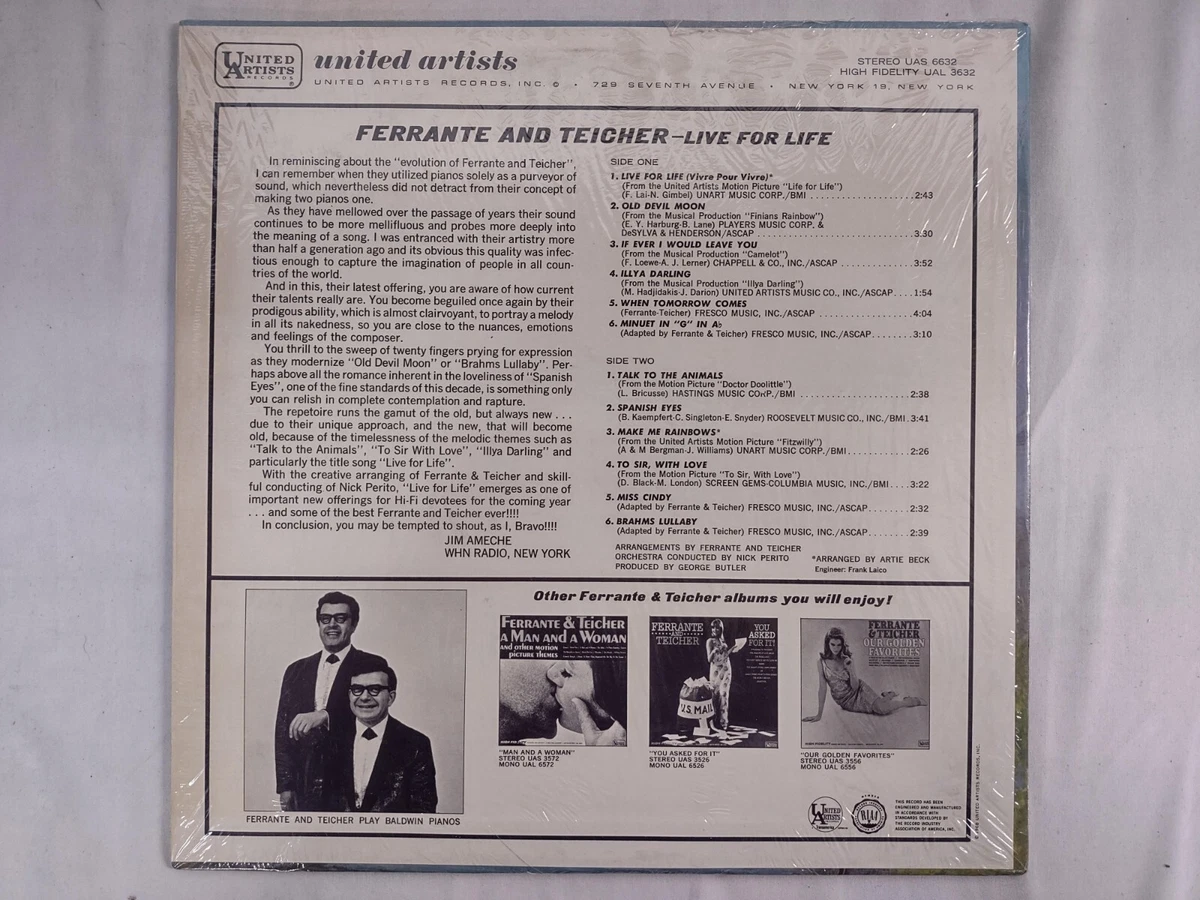 UNITED
ARTISTS
RECORDS
united artists
UNITED ARTISTS RECORDS, INC. © • 729 SEVENTH AVENUE • NEW YORK 19, NEW YORK
STEREO UAS 6632
HIGH FIDELITY UAL 3632
FERRANTE AND TEICHER—LIVE FOR LIFE
In reminiscing about the "evolution of Ferrante and Teicher",
I can remember when they utilized pianos solely as a purveyor of
sound, which nevertheless did not detract from their concept of
making two pianos one.
As they have mellowed over the passage of years their sound
continues to be more mellifluous and probes more deeply into
the meaning of a song. I was entranced with their artistry more
than half a generation ago and its obvious this quality was infec-
tious enough to capture the imagination of people in all coun-
tries of the world.
And in this, their latest offering, you are aware of how current
their talents really are. You become beguiled once again by their
prodigous ability, which is almost clairvoyant, to portray a melody
in all its nakedness, so you are close to the nuances, emotions
and feelings of the composer.
You thrill to the sweep of twenty fingers prying for expression
as they modernize "Old Devil Moon" or "Brahms Lullaby". Per-
haps above all the romance inherent in the loveliness of "Spanish
Eyes", one of the fine standards of this decade, is something only
you can relish in complete contemplation and rapture.
The repetoire runs the gamut of the old, but always new . . .
due to their unique approach, and the new, that will become
old, because of the timelessness of the melodic themes such as
"Talk to the Animals", "To Sir With Love", "Illya Darling" and
particularly the title song "Live for Life".
With the creative arranging of Ferrante & Teicher and skill-
ful conducting of Nick Perito, "Live for Life" emerges as one of
important new offerings for Hi-Fi devotees for the coming year
. . . and some of the best Ferrante and Teicher ever!!!!
In conclusion, you may be tempted to shout, as I, Bravo!!!!
JIM AMECHE
WHN RADIO, NEW YORK
SIDE ONE
1. LIVE FOR LIFE (Vivre Pour Vivre)*
(From the United Artists Motion Picture "Life for Life")
(F. Lai-N. Gimbel) UNART MUSIC CORP./BMI ....................2:43
2. OLD DEVIL MOON
(From the Musical Production "Finians Rainbow")
(E. Y. Harburg-B. Lane) PLAYERS MUSIC CORP. &
DeSYLVA & HENDERSON/ASCAP .............................3:30
3. IF EVER I WOULD LEAVE YOU
(From the Musical Production "Camelot")
(F. Loewe-A. J. Lerner) CHAPPELL & CO., INC./ASCAP ............3:52
4. ILLYA DARLING
(From the Musical Production "Illya Darling")
(M. Hadjidakis-J. Darion) UNITED ARTISTS MUSIC CO., INC./ASCAP....1:54
5. WHEN TOMORROW COMES
(Ferrante-Teicher) FRESCO MUSIC, INC./ASCAP ................4:04
6. MINUET IN "G" IN A♭
(Adapted by Ferrante & Teicher) FRESCO MUSIC, INC./ASCAP........3:10
SIDE TWO
1. TALK TO THE ANIMALS
(From the Motion Picture "Doctor Doolittle")
(L. Bricusse) HASTINGS MUSIC CORP./BMI ....................2:38
2. SPANISH EYES
(B. Kaempfert-C. Singleton-E. Snyder) ROOSEVELT MUSIC CO., INC./BMI.3:41
3. MAKE ME RAINBOWS*
(From the United Artists Motion Picture "Fitzwilly")
(A & M Bergman-J. Williams) UNART MUSIC CORP./BMI..............2:26
4. TO SIR, WITH LOVE
(From the Motion Picture "To Sir, With Love")
(D. Black-M. London) SCREEN GEMS-COLUMBIA MUSIC, INC./BMI....3:22
5. MISS CINDY
(Adapted by Ferrante & Teicher) FRESCO MUSIC, INC./ASCAP........2:32
6. BRAHMS LULLABY
(Adapted by Ferrante & Teicher) FRESCO MUSIC, INC./ASCAP........2:39
ARRANGEMENTS BY FERRANTE AND TEICHER
ORCHESTRA CONDUCTED BY NICK PERITO
PRODUCED BY GEORGE BUTLER
*ARRANGED BY ARTIE BECK
Engineer: Frank Laico
FERRANTE AND TEICHER PLAY BALDWIN PIANOS
Other Ferrante & Teicher albums you will enjoy!
FERRANTE & TEICHER
A MAN AND A WOMAN
AND OTHER MOTION
PICTURE THEMES
"MAN AND A WOMAN"
STEREO UAS 3572
MONO UAL 6572
FERRANTE
AND
TEICHER
YOU
ASKED
FOR IT!
U.S. MAIL
"YOU ASKED FOR IT"
STEREO UAS 3526
MONO UAL 6526
FERRANTE
& TEICHER
OUR GOLDEN
FAVORITES
"OUR GOLDEN FAVORITES"
STEREO UAS 3556
MONO UAL 6556
UNITED
ARTISTS
RIAA
THIS RECORD HAS BEEN
ENGINEERED AND MANUFACTURED
IN ACCORDANCE WITH
STANDARDS DEVELOPED BY
THE RECORD INDUSTRY
ASSOCIATION OF AMERICA, INC.
UNITED ARTISTS RECORDS, INC.